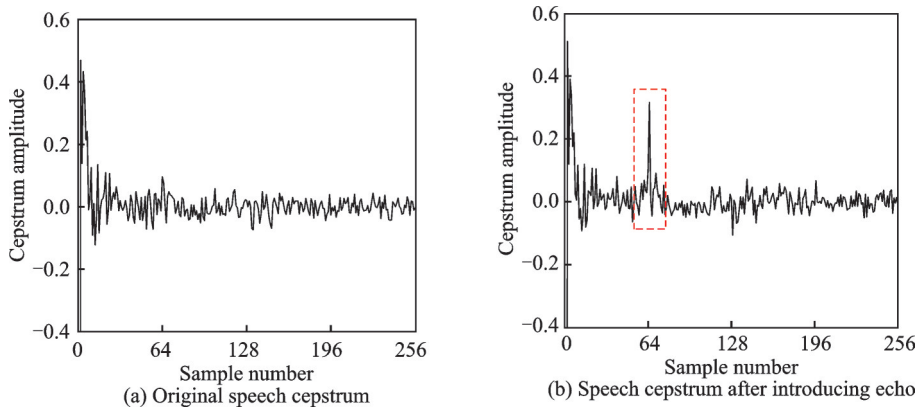 0.6
0.4
0.2
0.0
−0.2
−0.4
Cepstrum amplitude
0 64 128 196 256
Sample number
(a) Original speech cepstrum
0.6
0.4
0.2
0.0
−0.2
−0.4
Cepstrum amplitude
0 64 128 196 256
Sample number
(b) Speech cepstrum after introducing echo